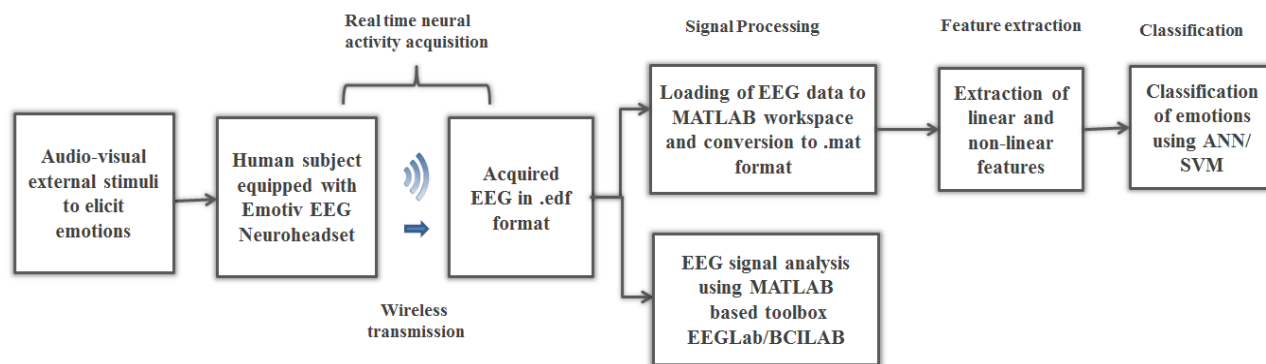 Real time neural
activity acquisition
Signal Processing
Feature extraction
Classification
Audio-visual
external stimuli
to elicit
emotions
Human subject
equipped with
Emotiv EEG
Neuroheadset
Wireless
transmission
Acquired
EEG in .edf
format
Loading of EEG data to
MATLAB workspace
and conversion to .mat
format
Extraction of
linear and
non-linear
features
Classification
of emotions
using ANN/
SVM
EEG signal analysis
using MATLAB
based toolbox
EEGLab/BCILAB